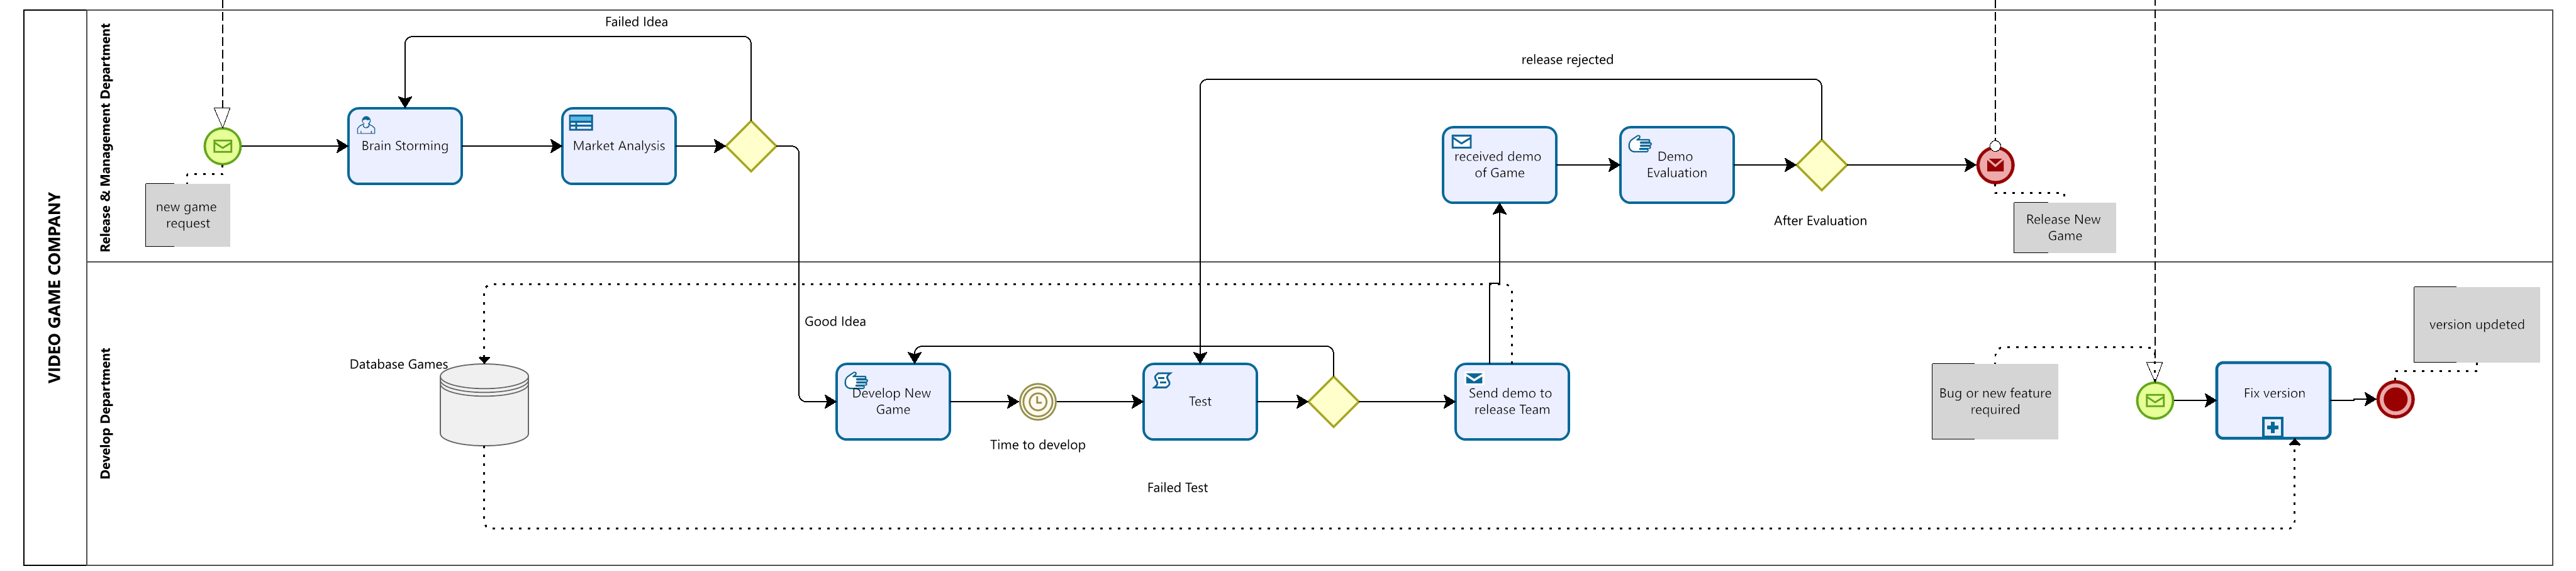 VIDEO GAME COMPANY
Release & Management Department
Failed Idea
new game
request
Brain Storming
Market Analysis
release rejected
received demo
of Game
Demo
Evaluation
After Evaluation
Release New
Game
Develop Department
Database Games
Good Idea
Develop New
Game
Time to develop
Test
Failed Test
Send demo to
release Team
Bug or new feature
required
Fix version
version updeted